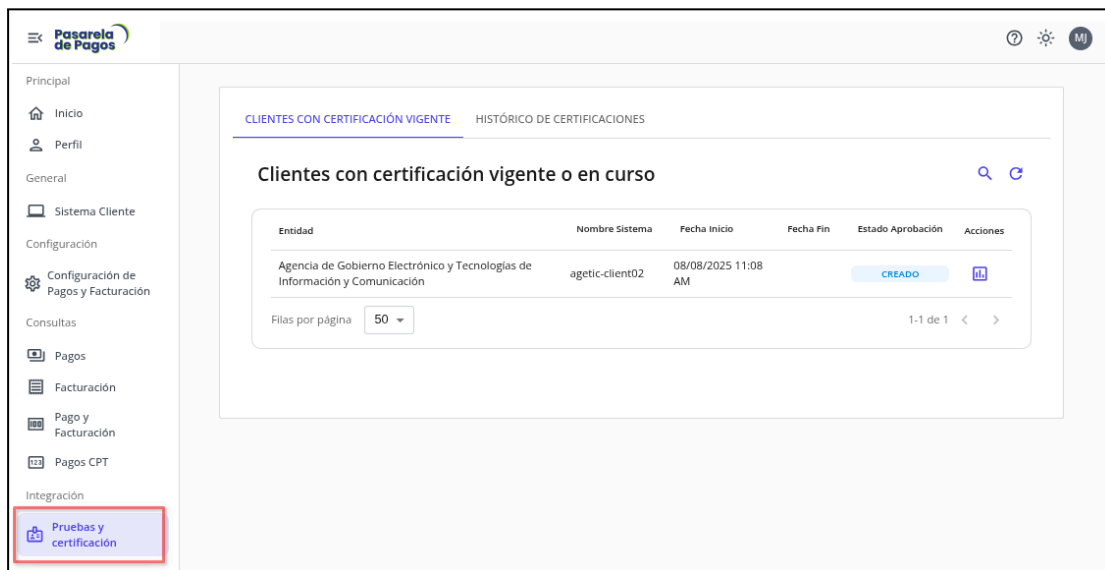 Pasarela
de Pagos
MJ
Principal
Inicio
Perfil
General
Sistema Cliente
Configuración
Configuración de
Pagos y Facturación
Consultas
Pagos
Facturación
Pago y
Facturación
Pagos CPT
Integración
Pruebas y
certificación
CLIENTES CON CERTIFICACIÓN VIGENTE HISTÓRICO DE CERTIFICACIONES
Clientes con certificación vigente o en curso
Entidad Nombre Sistema Fecha Inicio Fecha Fin Estado Aprobación Acciones
Agencia de Gobierno Electrónico y Tecnologías de
Información y Comunicación
agetic-client02
08/08/2025 11:08
AM
CREADO
Filas por página 50 1-1 de 1